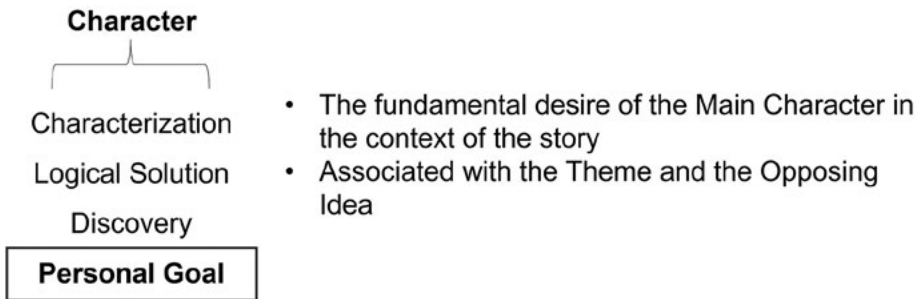 Character
Characterization
Logical Solution
Discovery
Personal Goal
• The fundamental desire of the Main Character in
the context of the story
• Associated with the Theme and the Opposing
Idea